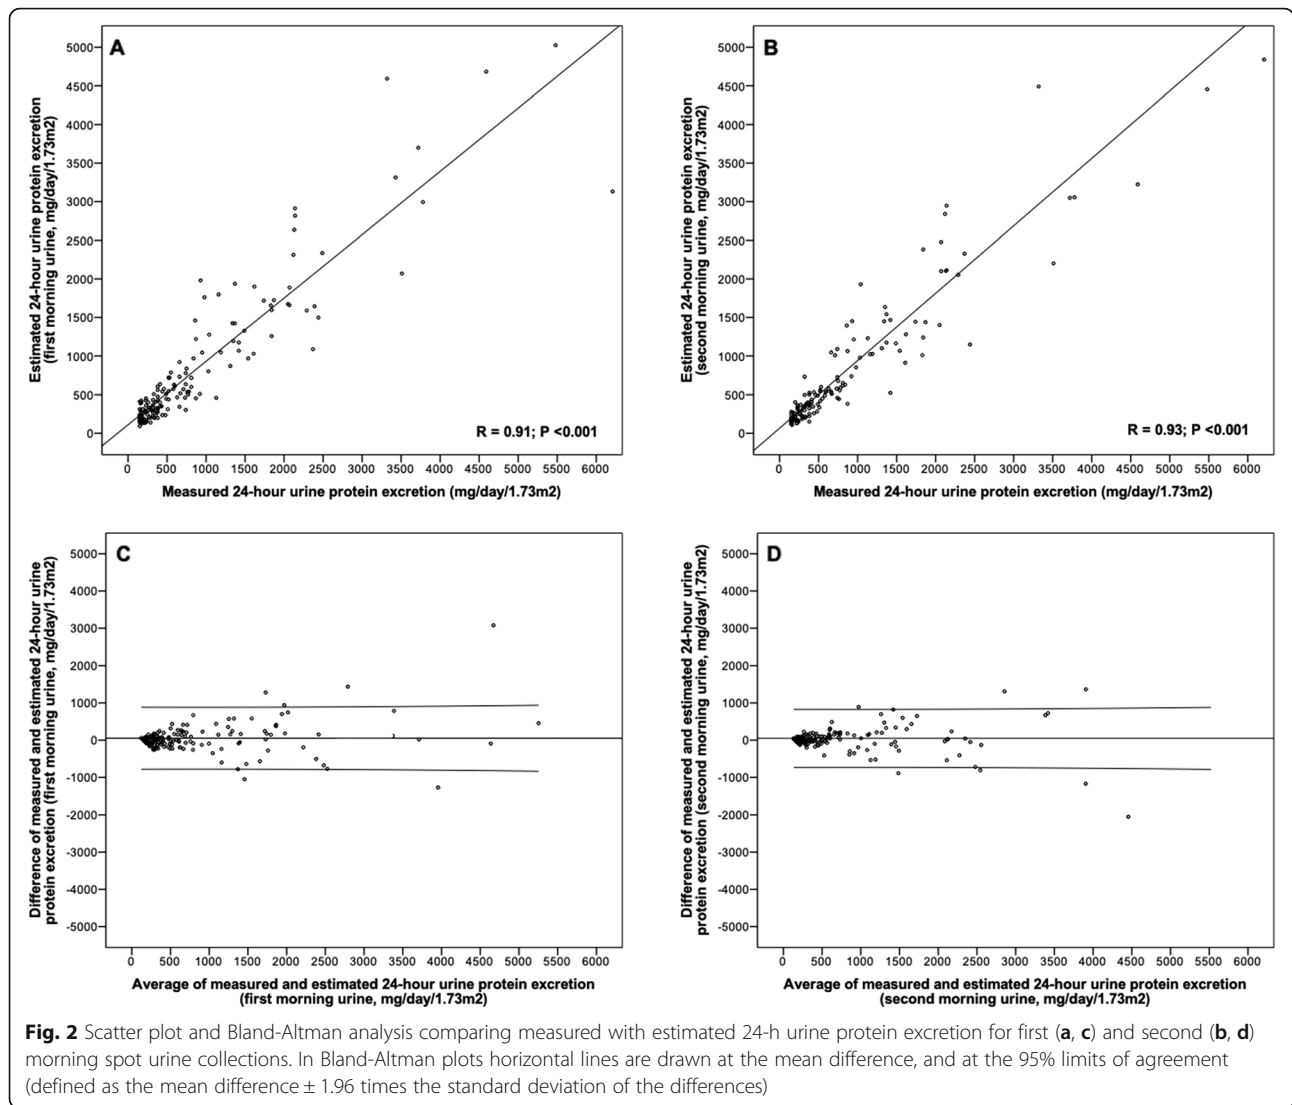 A
5000
4500
4000
3500
3000
2500
2000
1500
1000
500
0
Estimated 24-hour urine protein excretion
(first morning urine, mg/day/1.73m2)
R = 0.91; P <0.001
0 500 1000 1500 2000 2500 3000 3500 4000 4500 5000 5500 6000
Measured 24-hour urine protein excretion (mg/day/1.73m2)
B
5000
4500
4000
3500
3000
2500
2000
1500
1000
500
0
Estimated 24-hour urine protein excretion
(second morning urine, mg/day/1.73m2)
R = 0.93; P <0.001
0 500 1000 1500 2000 2500 3000 3500 4000 4500 5000 5500 6000
Measured 24-hour urine protein excretion (mg/day/1.73m2)
C
5000
4000
3000
2000
1000
0
-1000
-2000
-3000
-4000
-5000
Difference of measured and estimated 24-hour urine
protein excretion (first morning urine, mg/day/1.73m2)
0 500 1000 1500 2000 2500 3000 3500 4000 4500 5000 5500 6000
Average of measured and estimated 24-hour urine protein excretion
(first morning urine, mg/day/1.73m2)
D
5000
4000
3000
2000
1000
0
-1000
-2000
-3000
-4000
-5000
Difference of measured and estimated 24-hour urine
protein excretion (second morning urine, mg/day/1.73m2)
0 500 1000 1500 2000 2500 3000 3500 4000 4500 5000 5500 6000
Average of measured and estimated 24-hour urine protein excretion
(second morning urine, mg/day/1.73m2)
Fig. 2 Scatter plot and Bland-Altman analysis comparing measured with estimated 24-h urine protein excretion for first (a, c) and second (b, d)
morning spot urine collections. In Bland-Altman plots horizontal lines are drawn at the mean difference, and at the 95% limits of agreement
(defined as the mean difference ± 1.96 times the standard deviation of the differences)